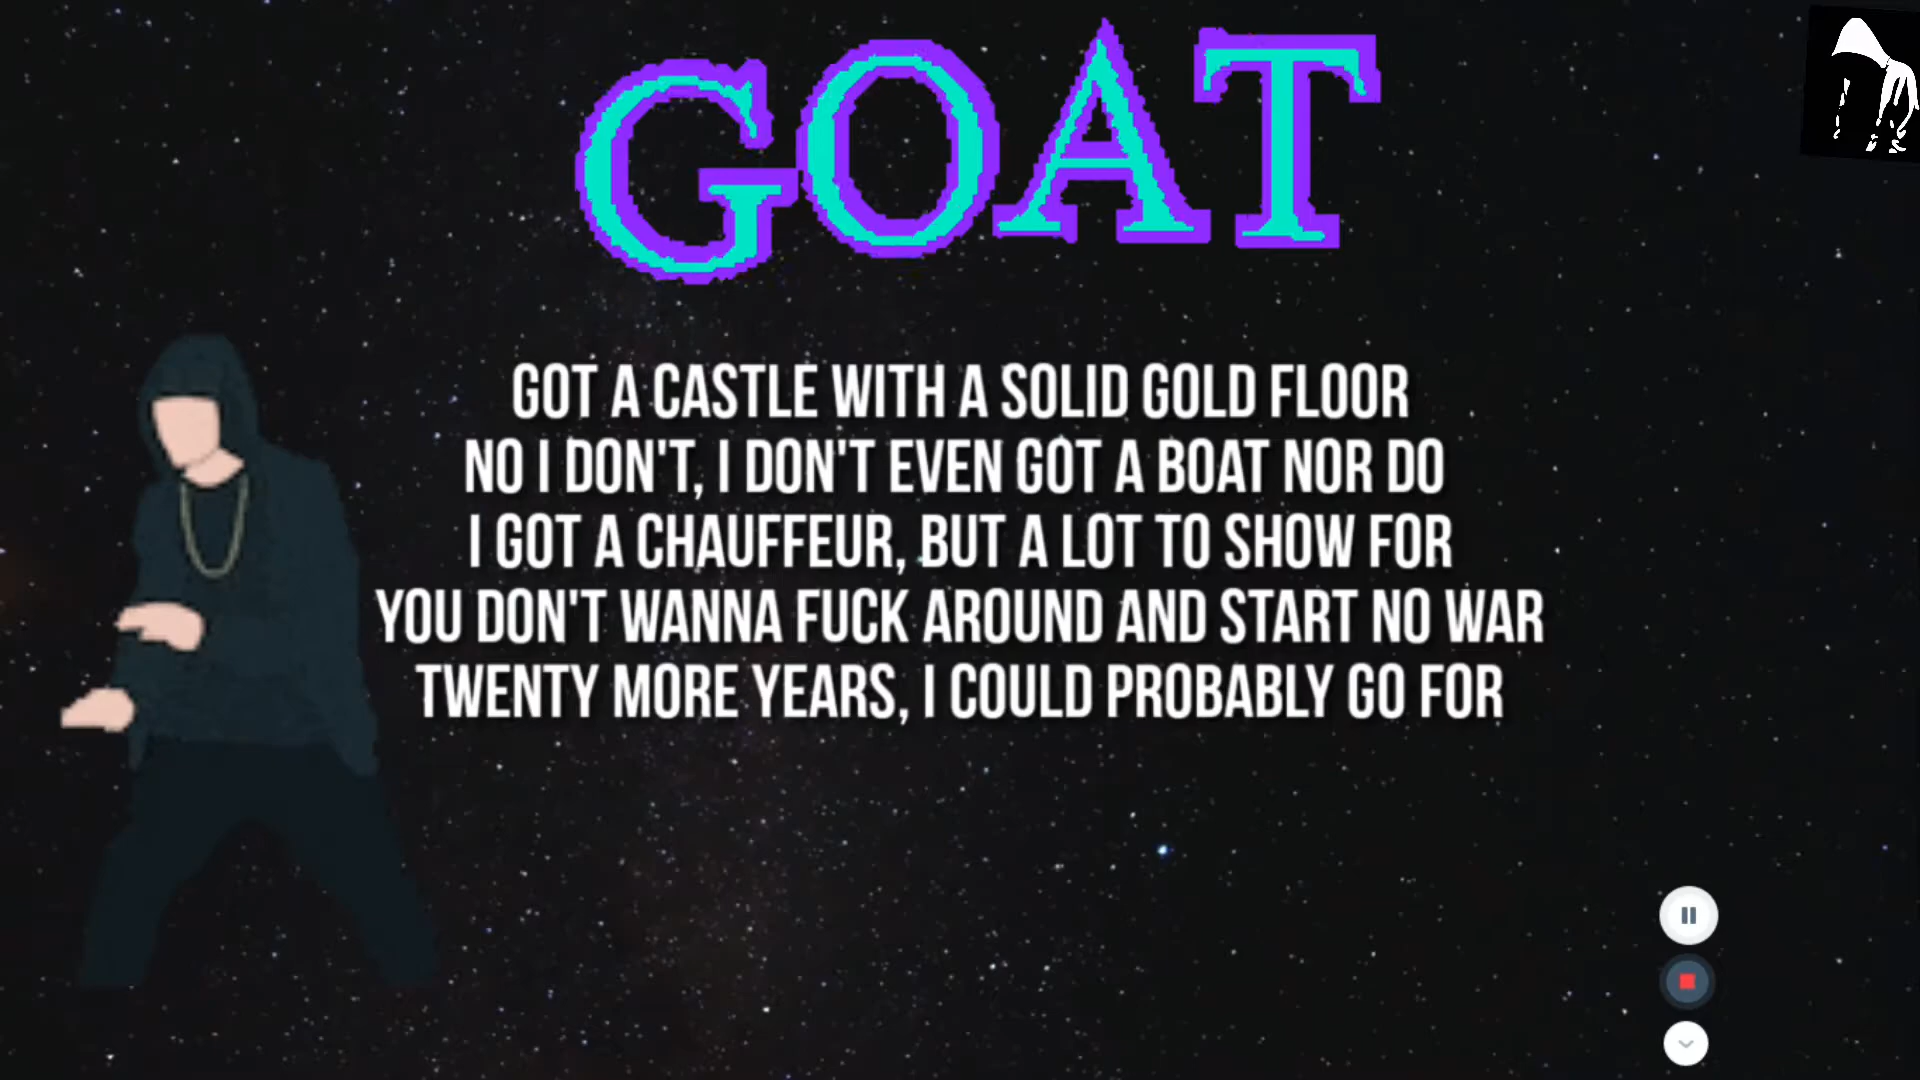 GOAT
GOT A CASTLE WITH A SOLID GOLD FLOOR
NO I DON'T, I DON'T EVEN GOT A BOAT NOR DO
I GOT A CHAUFFEUR, BUT A LOT TO SHOW FOR
YOU DON'T WANNA FUCK AROUND AND START NO WAR
TWENTY MORE YEARS, I COULD PROBABLY GO FOR